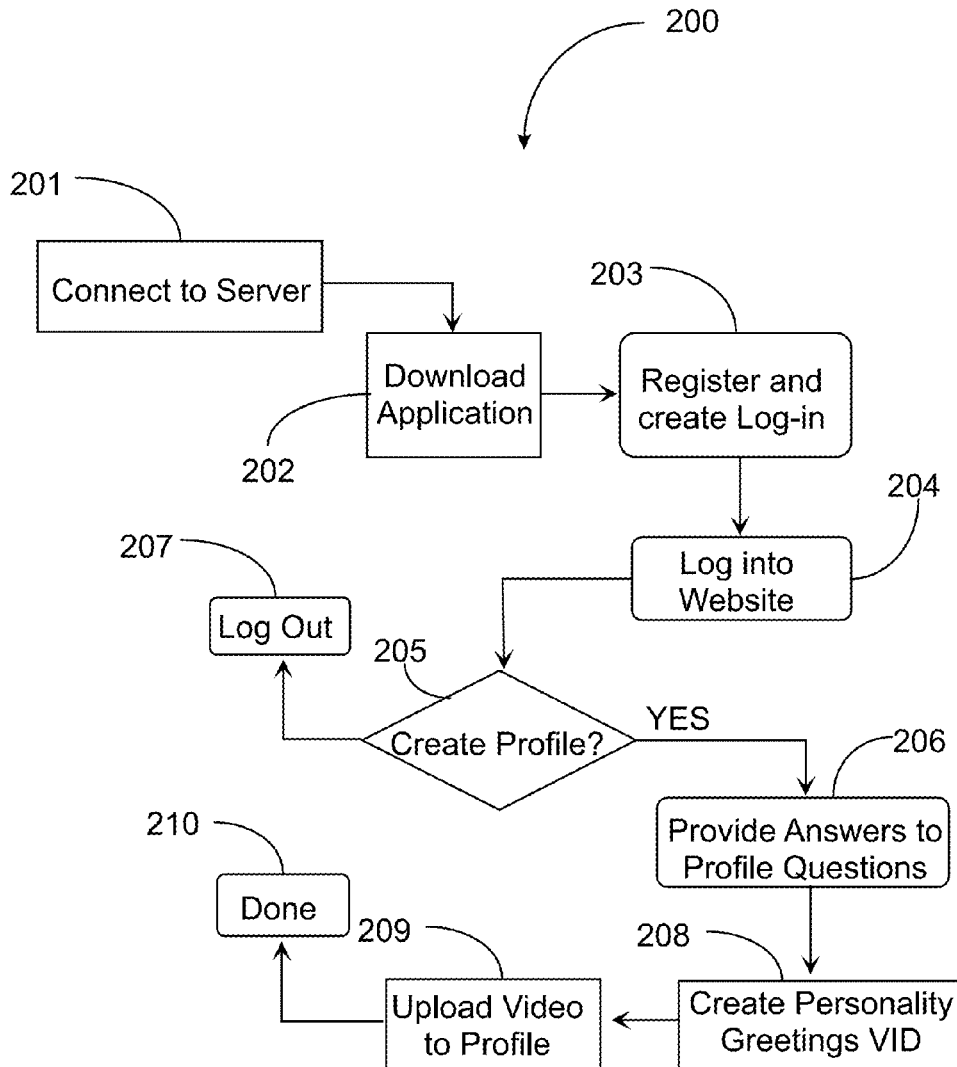 200
201
Connect to Server
203
Download
Application
Register and
create Log-in
202
204
207
Log into
Website
Log Out
205
YES
Create Profile?
206
210
Provide Answers to
Profile Questions
Done
209
208
Upload Video
to Profile
Create Personality
Greetings VID